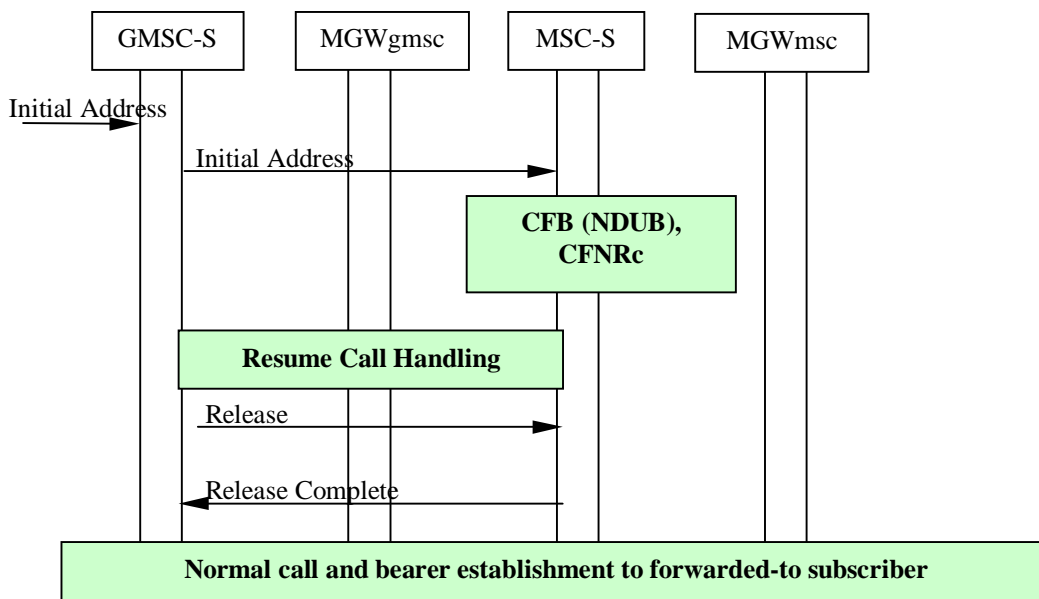 GMSC-S
MGWgmsc
MSC-S
MGWmsc
Initial Address
Initial Address
CFB (NDUB),
CFNRc
Resume Call Handling
Release
Release Complete
Normal call and bearer establishment to forwarded-to subscriber